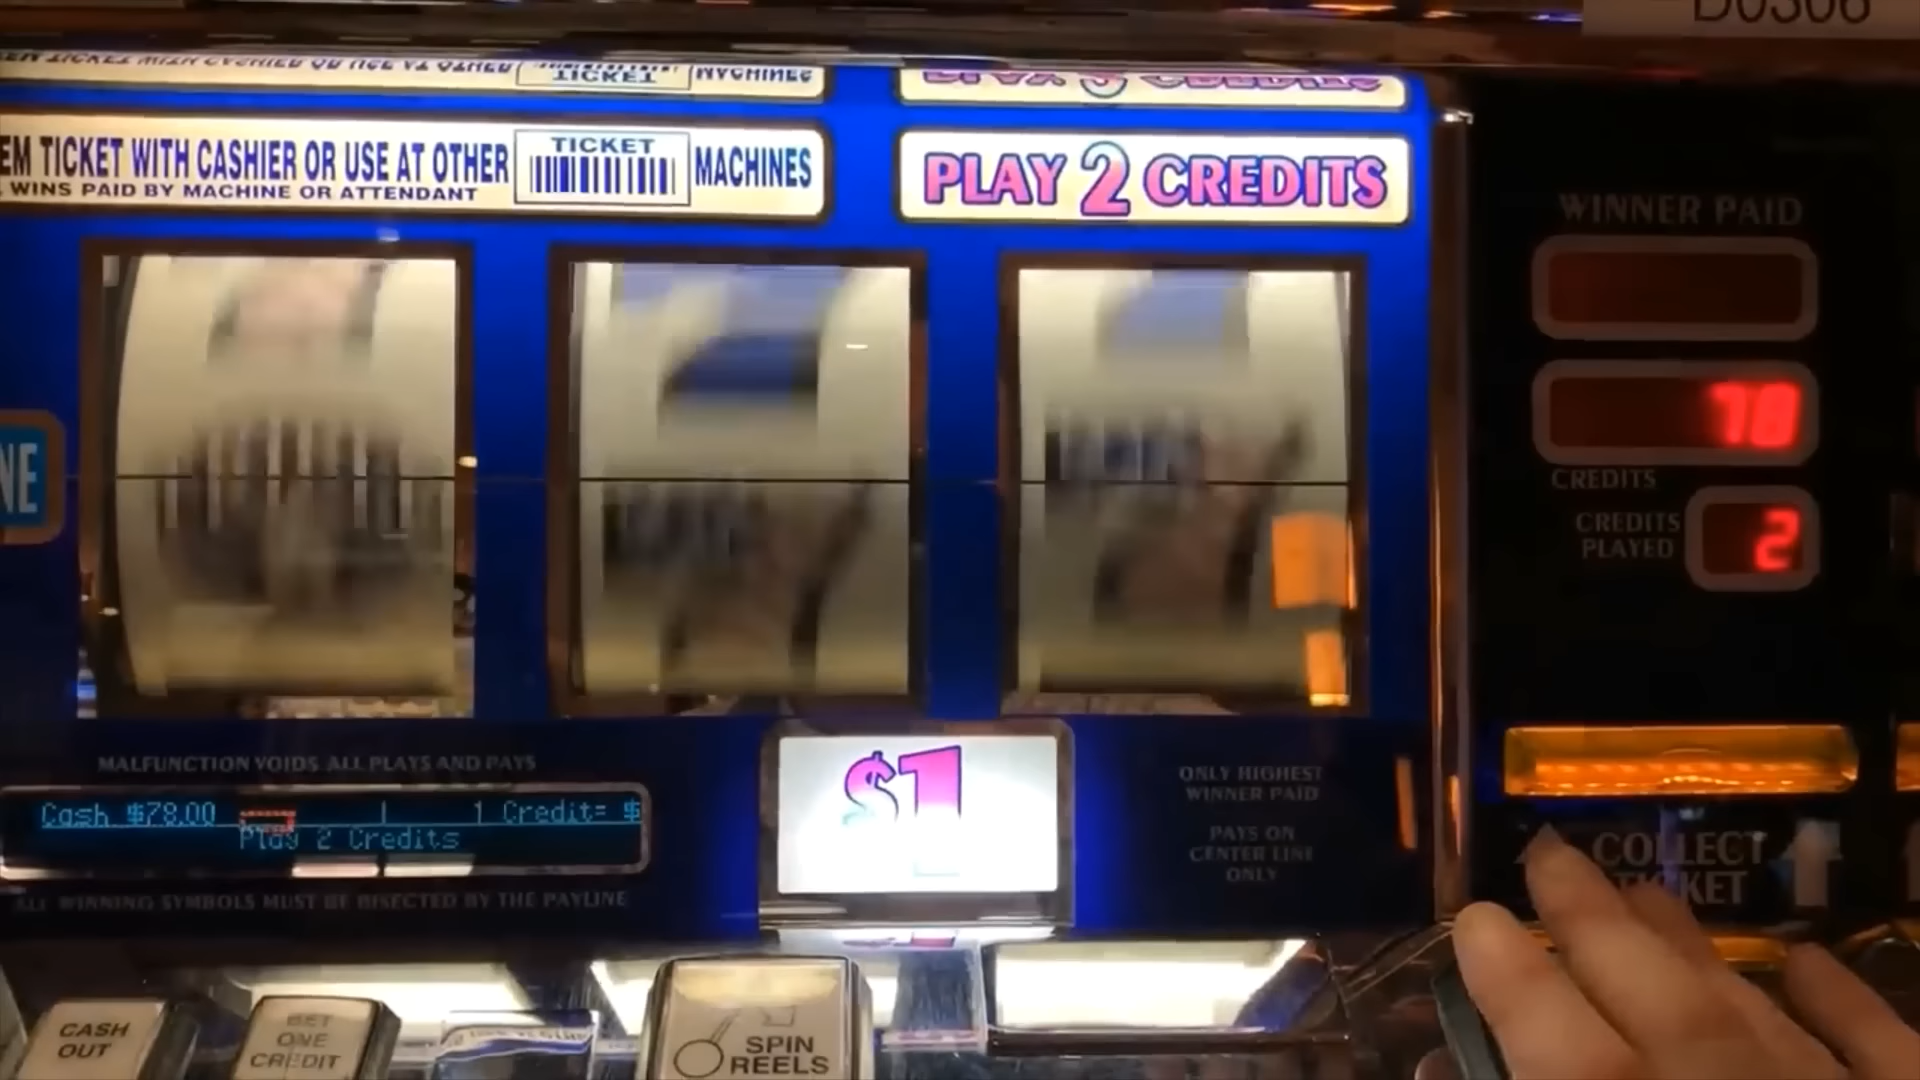 D0306
EM TICKET WITH CASHIER OR USE AT OTHER
TICKET
MACHINES
WINS PAID BY MACHINE OR ATTENDANT
PLAY 2 CREDITS
WINNER PAID
78
CREDITS
CREDITS
PLAYED
2
NE
MALFUNCTION VOIDS ALL PLAYS AND PAYS
Cash $78.00 1 Credit= $
Play 2 Credits
ALL WINNING SYMBOLS MUST BE BISECTED BY THE PAYLINE
$1
ONLY HIGHEST
WINNER PAID
PAYS ON
CENTER LINE
ONLY
COLLECT
TICKET
CASH
OUT
BET
ONE
CREDIT
SPIN
REELS